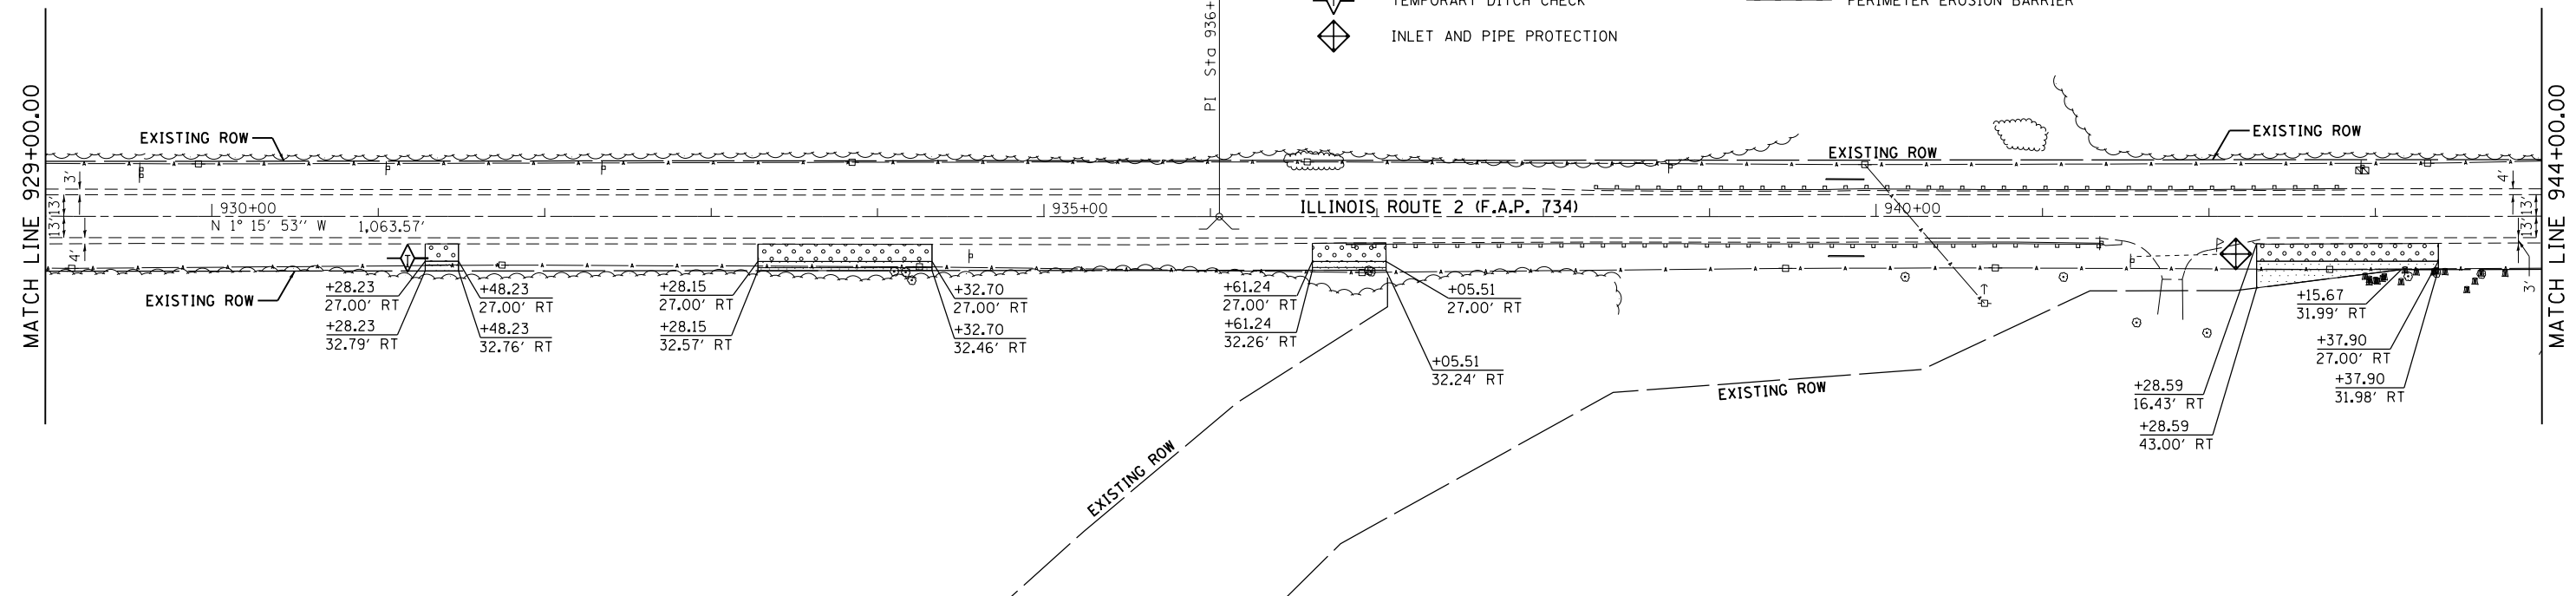 TEMPORART DITCH CHECK
PERIMETER EROSION BARRIER
INLET AND PIPE PROTECTION
PI Sta 936+
MATCH LINE 929+00.00
MATCH LINE 944+00.00
EXISTING ROW
EXISTING ROW
EXISTING ROW
3'
13'
13'
4'
930+00
N 1° 15' 53" W 1,063.57'
935+00
ILLINOIS ROUTE 2 (F.A.P. 734)
940+00
4'
13'
13'
3'
EXISTING ROW
+28.23
27.00' RT
+28.23
32.79' RT
+48.23
27.00' RT
+48.23
32.76' RT
+28.15
27.00' RT
+28.15
32.57' RT
+32.70
27.00' RT
+32.70
32.46' RT
+61.24
27.00' RT
+61.24
32.26' RT
+05.51
27.00' RT
+05.51
32.24' RT
+15.67
31.99' RT
+37.90
27.00' RT
+37.90
31.98' RT
+28.59
16.43' RT
+28.59
43.00' RT
EXISTING ROW
EXISTING ROW